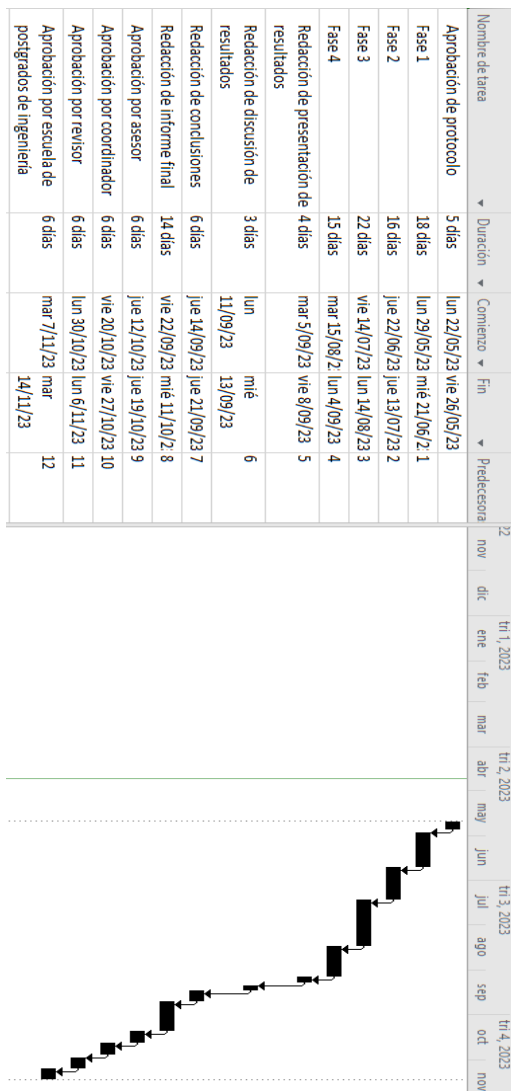 Nombre de tarea Duración Comienzo Fin Predecesora
Aprobación de protocolo 5 días lun 22/05/23 vie 26/05/23
Fase 1 18 días lun 29/05/23 mié 21/06/2 1
Fase 2 16 días jue 22/06/23 jue 13/07/23 2
Fase 3 22 días vie 14/07/23 lun 14/08/23 3
Fase 4 15 días mar 15/08/2 lun 4/09/23 4
Redacción de presentación de 4 días mar 5/09/23 vie 8/09/23 5
resultados
Redacción de discusión de 3 días lun mié 6
resultados 11/09/23 13/09/23
Redacción de conclusiones 6 días jue 14/09/23 jue 21/09/23 7
Redacción de informe final 14 días vie 22/09/23 mié 11/10/2 8
Aprobación por asesor 6 días jue 12/10/23 jue 19/10/23 9
Aprobación por coordinador 6 días vie 20/10/23 vie 27/10/23 10
Aprobación por revisor 6 días lun 30/10/23 lun 6/11/23 11
Aprobación por escuela de 6 días mar 7/11/23 mar 12
postgrados de ingeniería 14/11/23
22 tri 1, 2023 tri 2, 2023 tri 3, 2023 tri 4, 2023
nov dic ene feb mar abr may jun jul ago sep oct nov